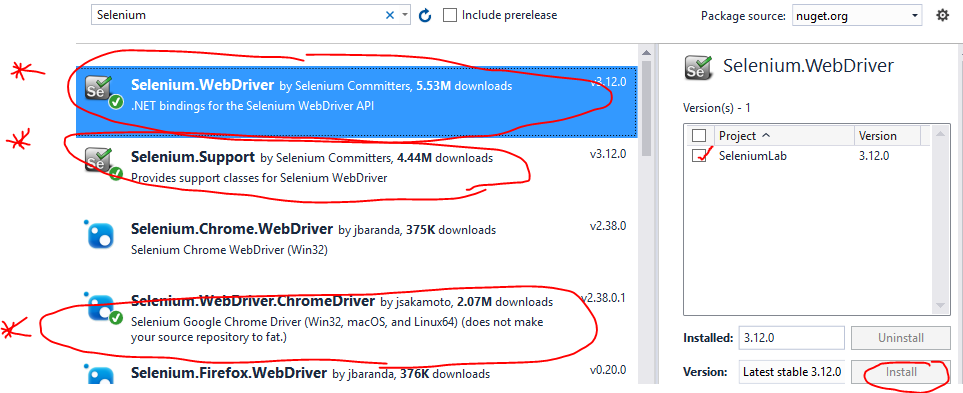 Selenium
Include prerelease
Package source: nuget.org
Selenium.WebDriver by Selenium Committers, 5.53M downloads
v3.12.0
.NET bindings for the Selenium WebDriver API
Selenium.Support by Selenium Committers, 4.44M downloads
v3.12.0
Provides support classes for Selenium WebDriver
Selenium.Chrome.WebDriver by jbaranda, 375K downloads
v2.38.0
Selenium Chrome WebDriver (Win32)
Selenium.WebDriver.ChromeDriver by jsakamoto, 2.07M downloads
v2.38.0.1
Selenium Google Chrome Driver (Win32, macOS, and Linux64) (does not make
your source repository to fat.)
Selenium.Firefox.WebDriver by jbaranda, 376K downloads
v0.20.0
Se
Se
Se
Selenium.WebDriver
Version(s) - 1
Project Version
SeleniumLab 3.12.0
Installed: 3.12.0 Uninstall
Version: Latest stable 3.12.0 Install